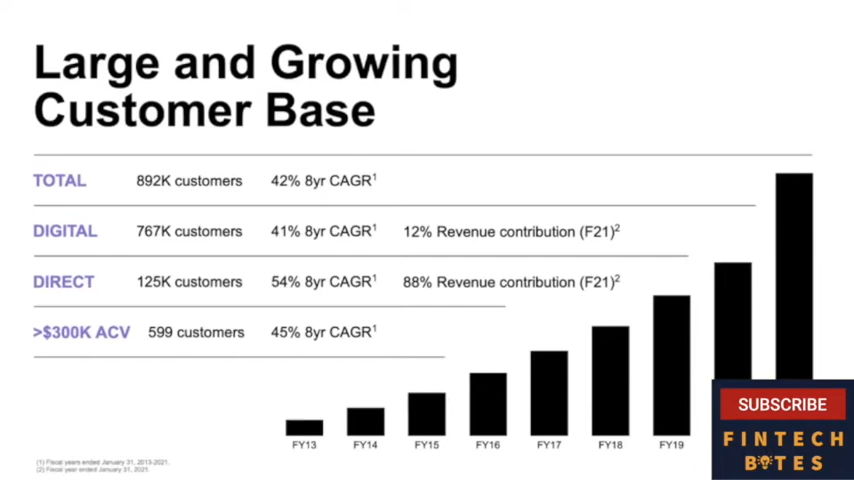 Large and Growing
Customer Base
TOTAL 892K customers 42% 8yr CAGR¹
DIGITAL 767K customers 41% 8yr CAGR¹ 12% Revenue contribution (F21)²
DIRECT 125K customers 54% 8yr CAGR¹ 88% Revenue contribution (F21)²
>$300K ACV 599 customers 45% 8yr CAGR¹
FY13 FY14 FY15 FY16 FY17 FY18 FY19
(1) Fiscal years ended January 31, 2013-2021.
(2) Fiscal year ended January 31, 2021
SUBSCRIBE
FINTECH
BYTES